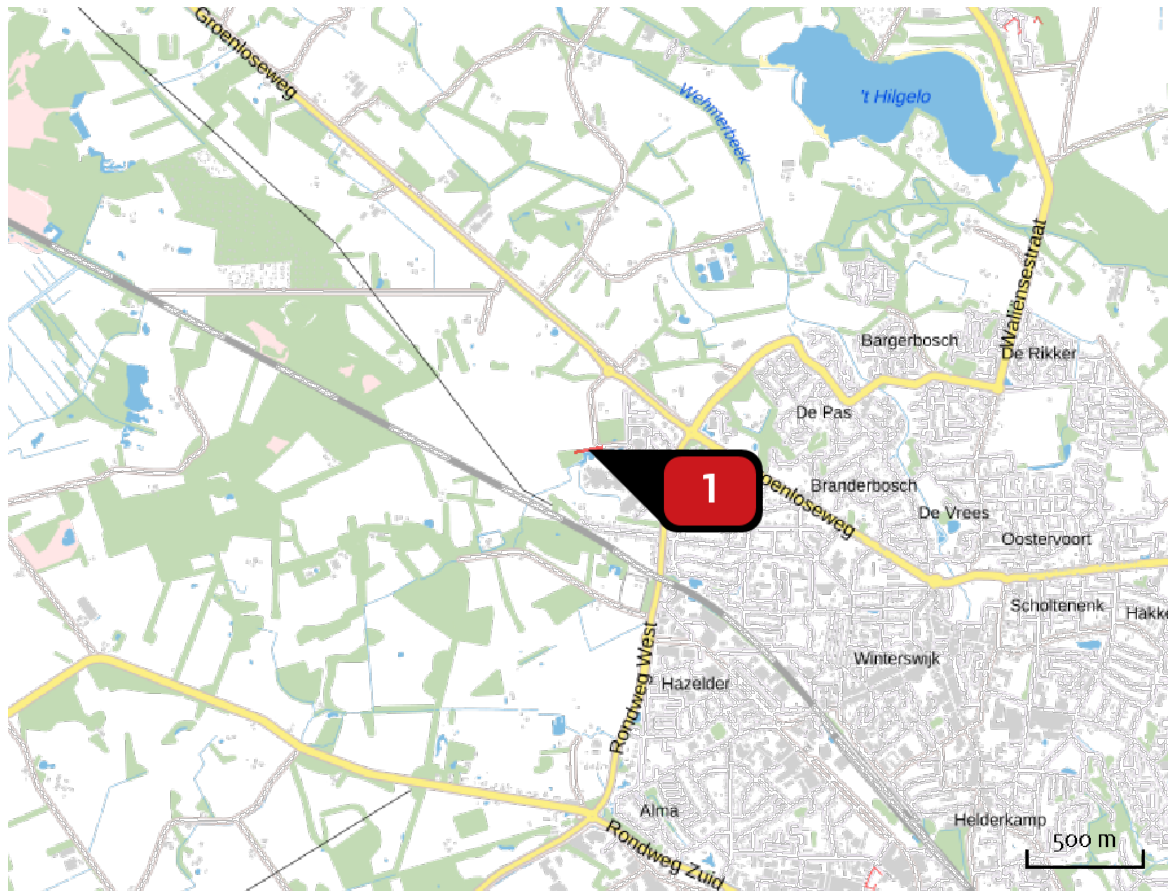 Groenloseweg
't Hilgelo
Wehmerbeek
Waliensestraat
Bargerbosch
De Rikker
De Pas
1
oenloseweg
Branderbosch
De Vrees
Oostervoort
Scholtenenk
Hakke
Winterswijk
Rondweg West
Hazelder
Alma
Helderkamp
500 m
Rondweg Zuid